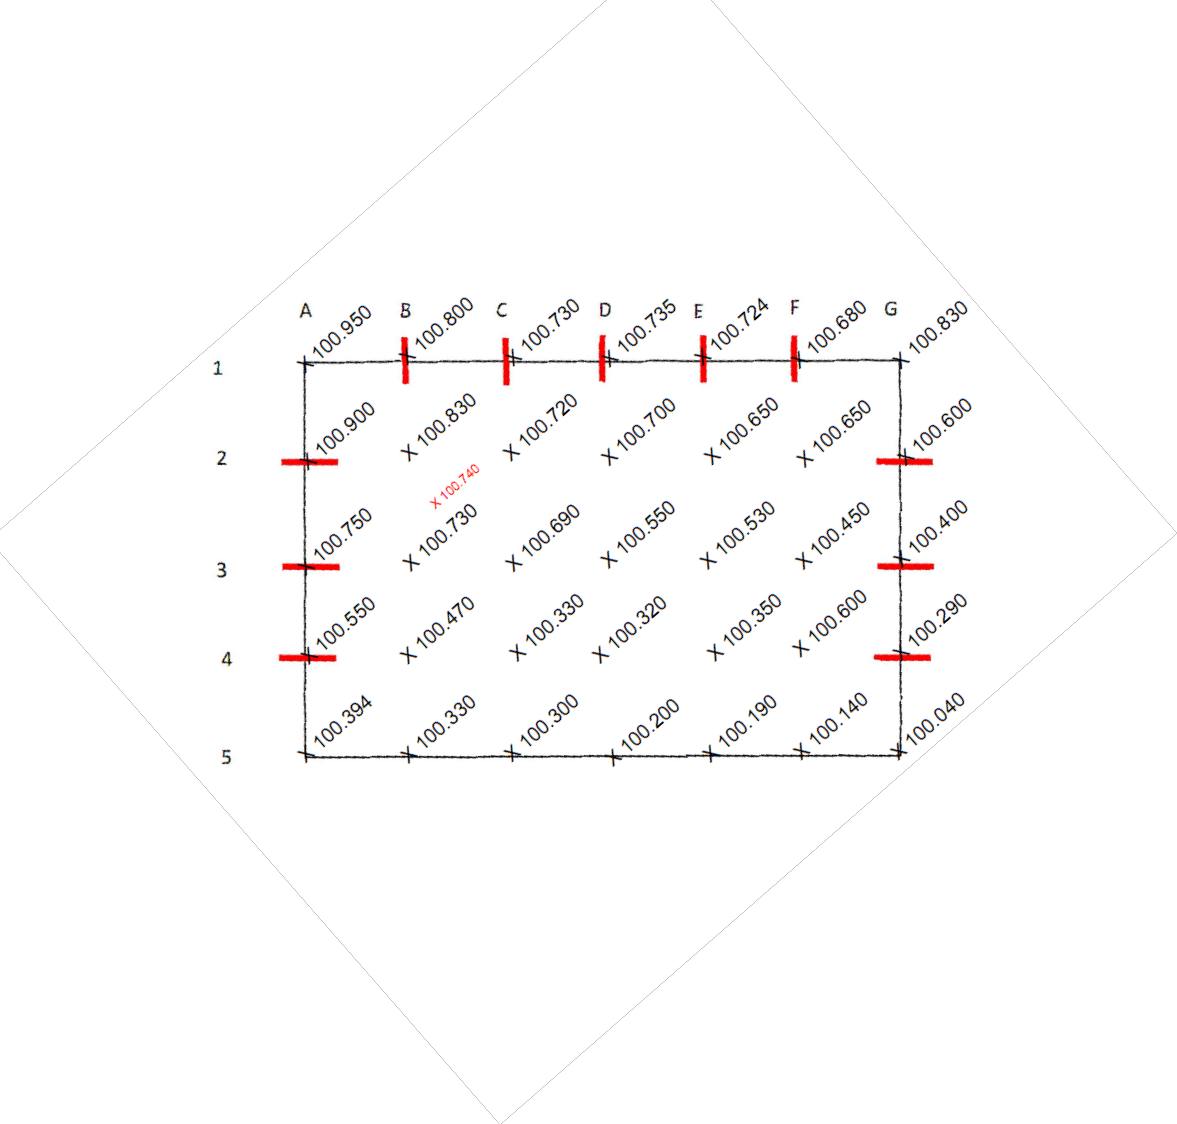 A B C D E F G
1 100.950 100.800 100.730 100.735 100.724 100.680 100.830
2 100.900 X 100.830 X 100.720 X 100.700 X 100.650 X 100.650 100.600
X 100.740
3 100.750 X 100.730 X 100.690 X 100.550 X 100.530 X 100.450 100.400
4 100.550 X 100.470 X 100.330 X 100.320 X 100.350 X 100.600 100.290
5 100.394 100.330 100.300 100.200 100.190 100.140 100.040